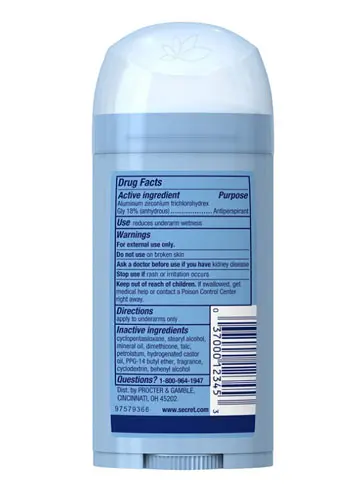 Drug Facts
Active ingredient Purpose
Aluminum zirconium trichlorohydrex
Gly 18% (anhydrous)....................Antiperspirant
Use reduces underarm wetness
Warnings
For external use only.
Do not use on broken skin
Ask a doctor before use if you have kidney disease
Stop use if rash or irritation occurs
Keep out of reach of children. If swallowed, get
medical help or contact a Poison Control Center
right away.
Directions
apply to underarms only
Inactive ingredients
cyclopentasiloxane, stearyl alcohol,
mineral oil, dimethicone, talc,
petrolatum, hydrogenated castor
oil, PPG-14 butyl ether, fragrance,
cyclodextrin, behenyl alcohol
Questions? 1-800-964-1947
Dist. by PROCTER & GAMBLE,
CINCINNATI, OH 45202.
97579366 www.secret.com
0 37000 12345 3